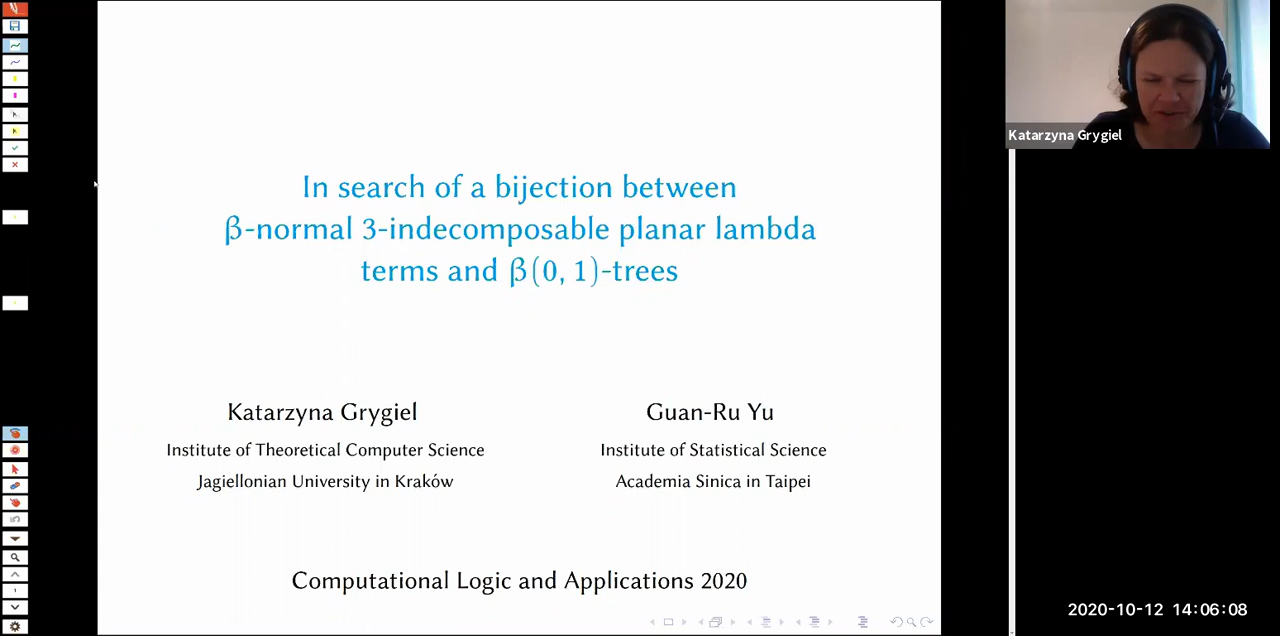 In search of a bijection between
β-normal 3-indecomposable planar lambda
terms and β(0, 1)-trees
Katarzyna Grygiel
Institute of Theoretical Computer Science
Jagiellonian University in Kraków
Guan-Ru Yu
Institute of Statistical Science
Academia Sinica in Taipei
Computational Logic and Applications 2020
Katarzyna Grygiel
2020-10-12 14:06:08